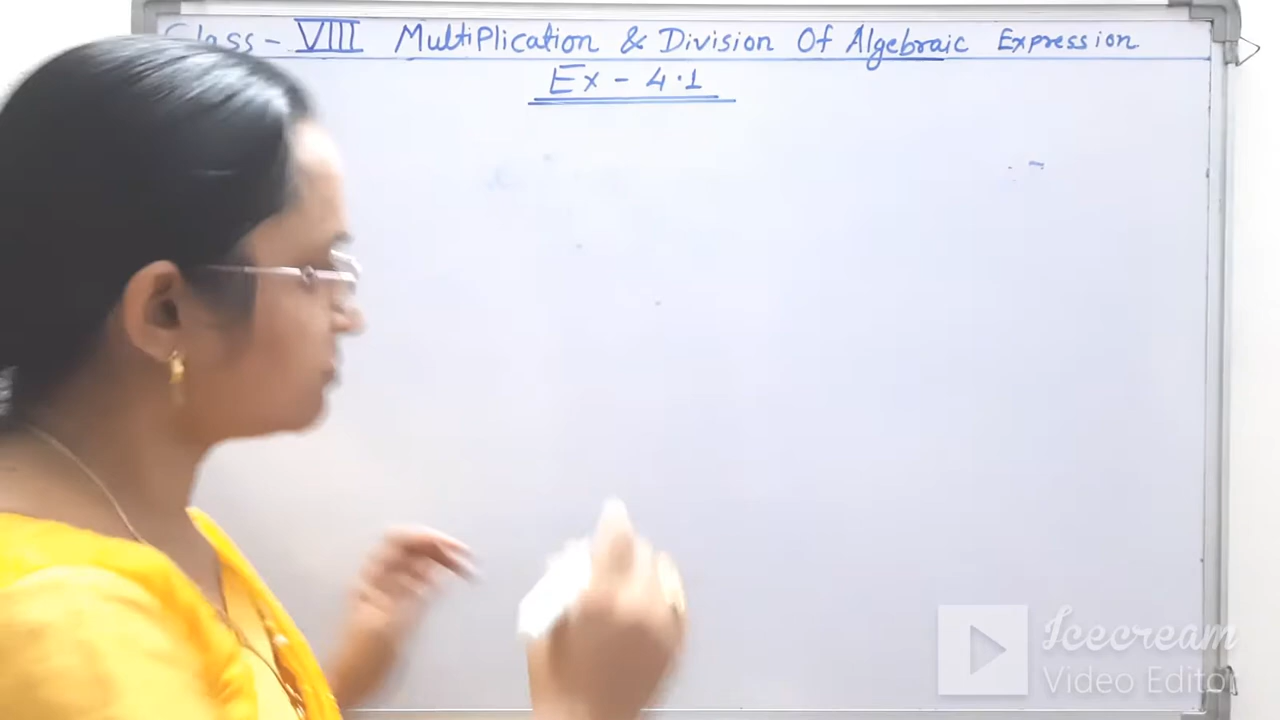 Class - VIII Multiplication & Division Of Algebraic Expression
Ex - 4.1
Icecream
Video Editor